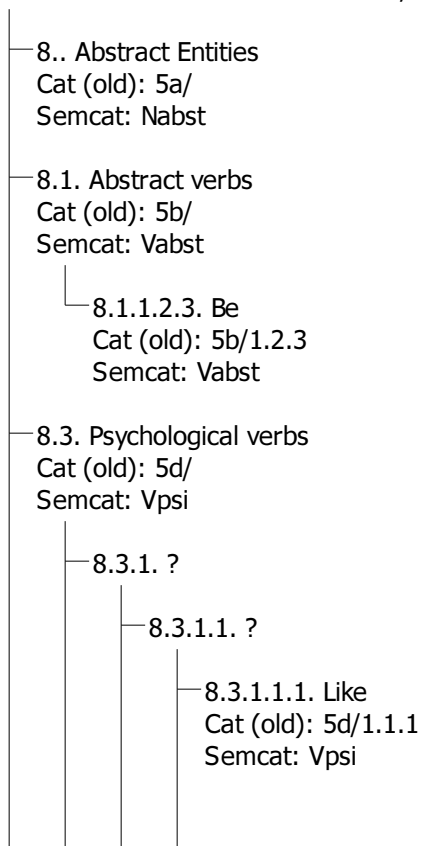 8.. Abstract Entities
Cat (old): 5a/
Semcat: Nabst
8.1. Abstract verbs
Cat (old): 5b/
Semcat: Vabst
8.1.1.2.3. Be
Cat (old): 5b/1.2.3
Semcat: Vabst
8.3. Psychological verbs
Cat (old): 5d/
Semcat: Vpsi
8.3.1. ?
8.3.1.1. ?
8.3.1.1.1. Like
Cat (old): 5d/1.1.1
Semcat: Vpsi